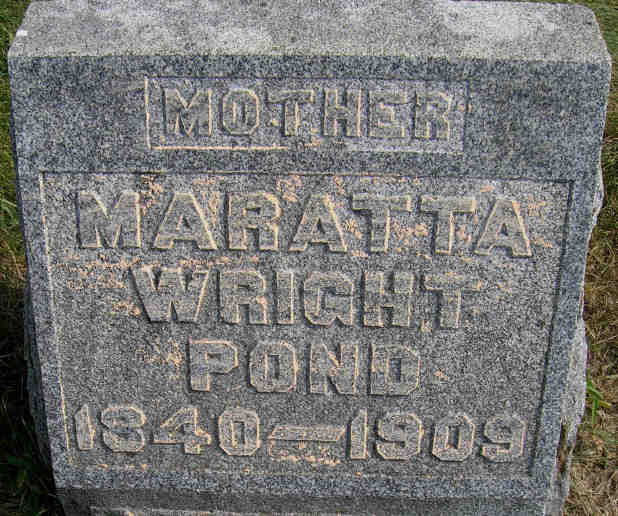 MOTHER
MARATTA
WRIGHT
POND
1840-1909